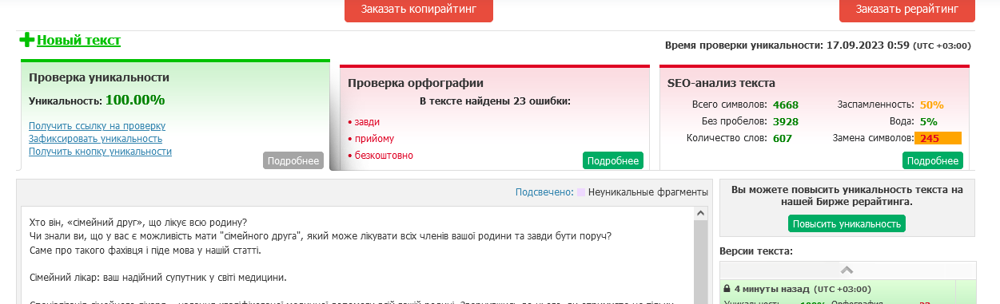 Заказать копирайтинг
Заказать рерайтинг
Новый текст
Время проверки уникальности: 17.09.2023 0:59 (UTC +03:00)
Проверка уникальности
Уникальность: 100.00%
Получить ссылку на проверку
Зафиксировать уникальность
Получить кнопку уникальности
Подробнее
Проверка орфографии
В тексте найдены 23 ошибки:
• завди
• прийому
• безкоштовно
Подробнее
SEO-анализ текста
Всего символов: 4668
Без пробелов: 3928
Количество слов: 607
Заспамленность: 50%
Вода: 5%
Замена символов: 245
Подробнее
Подсвечено: Неуникальные фрагменты
Хто він, «сімейний друг», що лікує всю родину?
Чи знали ви, що у вас є можливість мати "сімейного друга", який може лікувати всіх членів вашої родини та завди бути поруч?
Саме про такого фахівця і піде мова у нашій статті.
Сімейний лікар: ваш надійний супутник у світі медицини.
Вы можете повысить уникальность текста на
нашей Бирже рерайтинга.
Повысить уникальность
Версии текста:
4 минуты назад (UTC +03:00)